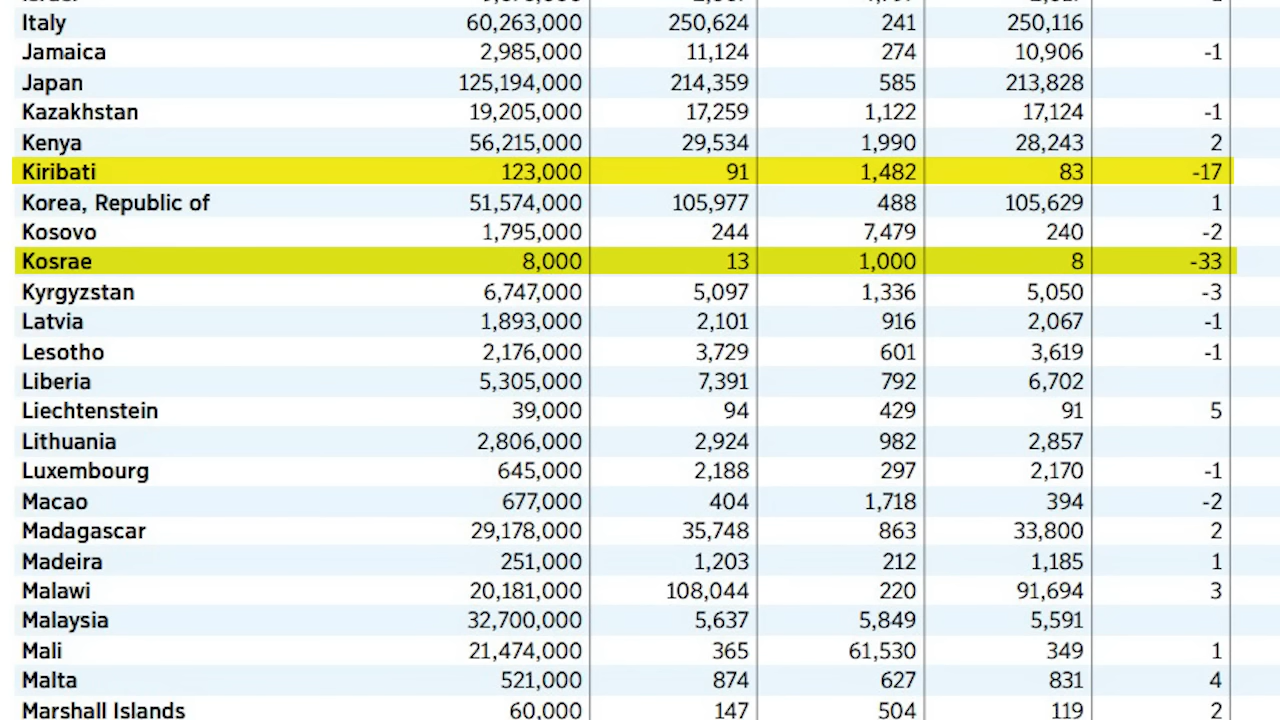 Italy 60,263,000 250,624 241 250,116
Jamaica 2,985,000 11,124 274 10,906 -1
Japan 125,194,000 214,359 585 213,828
Kazakhstan 19,205,000 17,259 1,122 17,124 -1
Kenya 56,215,000 29,534 1,990 28,243 2
Kiribati 123,000 91 1,482 83 -17
Korea, Republic of 51,574,000 105,977 488 105,629 1
Kosovo 1,795,000 244 7,479 240 -2
Kosrae 8,000 13 1,000 8 -33
Kyrgyzstan 6,747,000 5,097 1,336 5,050 -3
Latvia 1,893,000 2,101 916 2,067 -1
Lesotho 2,176,000 3,729 601 3,619 -1
Liberia 5,305,000 7,391 792 6,702
Liechtenstein 39,000 94 429 91 5
Lithuania 2,806,000 2,924 982 2,857
Luxembourg 645,000 2,188 297 2,170 -1
Macao 677,000 404 1,718 394 -2
Madagascar 29,178,000 35,748 863 33,800 2
Madeira 251,000 1,203 212 1,185 1
Malawi 20,181,000 108,044 220 91,694 3
Malaysia 32,700,000 5,637 5,849 5,591
Mali 21,474,000 365 61,530 349 1
Malta 521,000 874 627 831 4
Marshall Islands 60,000 147 504 119 2